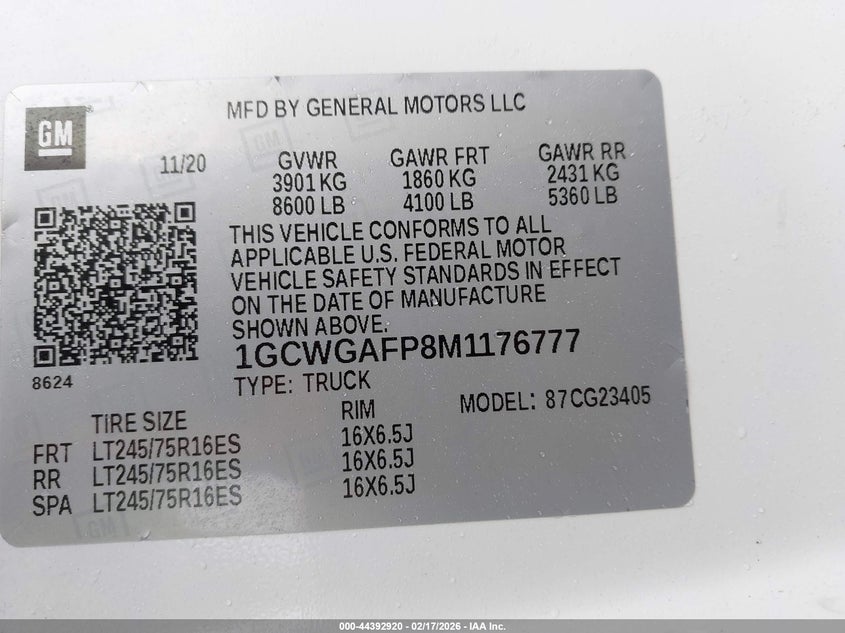 GM
MFD BY GENERAL MOTORS LLC
11/20
GVWR GAWR FRT GAWR RR
3901 KG 1860 KG 2431 KG
8600 LB 4100 LB 5360 LB
THIS VEHICLE CONFORMS TO ALL
APPLICABLE U.S. FEDERAL MOTOR
VEHICLE SAFETY STANDARDS IN EFFECT
ON THE DATE OF MANUFACTURE
SHOWN ABOVE.
1GCWGAFP8M1176777
8624
TYPE: TRUCK
MODEL: 87CG23405
TIRE SIZE RIM
FRT LT245/75R16ES 16X6.5J
RR LT245/75R16ES 16X6.5J
SPA LT245/75R16ES 16X6.5J
000-44392920 - 02/17/2026 - IAA Inc.